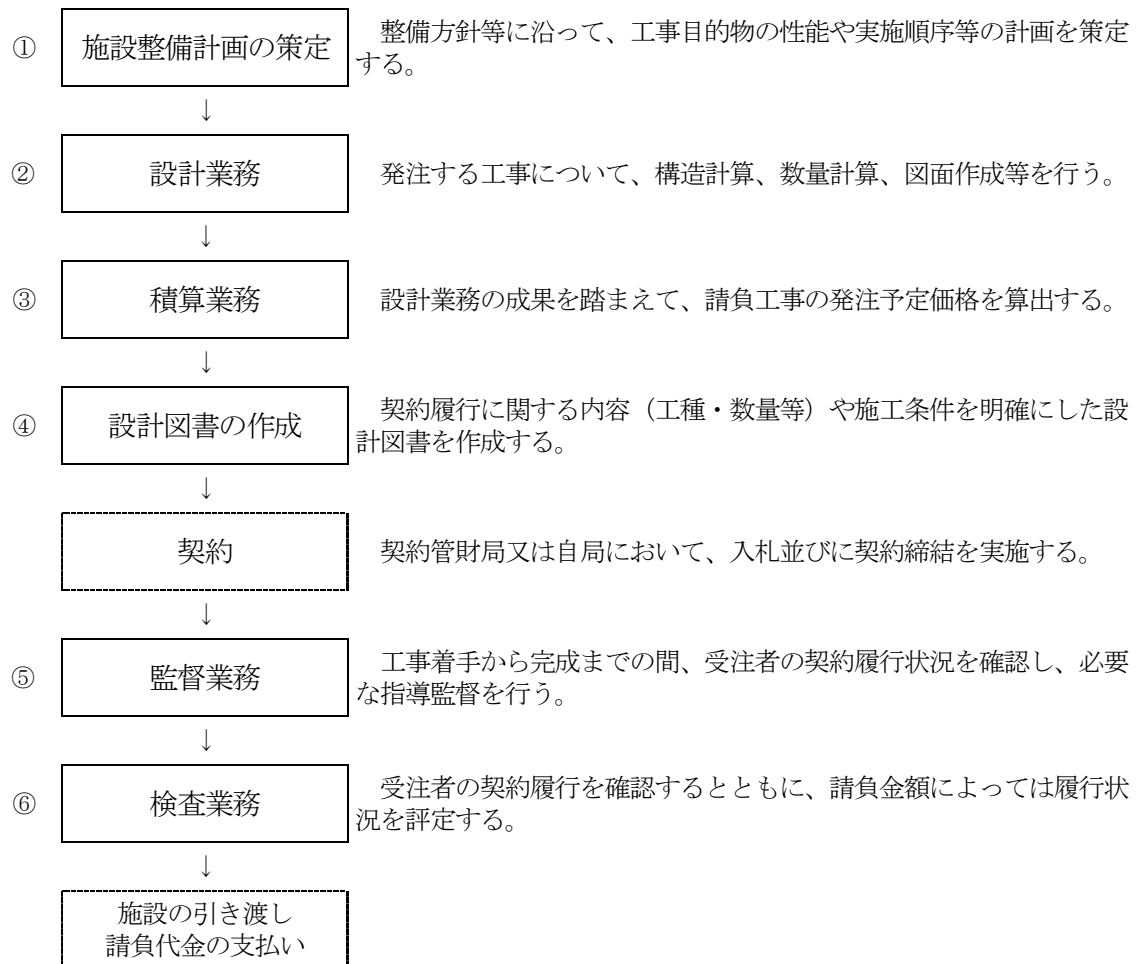 ① 施設整備計画の策定 整備方針等に沿って、工事目的物の性能や実施順序等の計画を策定
する。
↓
② 設計業務 発注する工事について、構造計算、数量計算、図面作成等を行う。
↓
③ 積算業務 設計業務の成果を踏まえて、請負工事の発注予定価格を算出する。
↓
④ 設計図書の作成 契約履行に関する内容（工種・数量等）や施工条件を明確にした設
計図書を作成する。
↓
契約 契約管財局又は自局において、入札並びに契約締結を実施する。
↓
⑤ 監督業務 工事着手から完成までの間、受注者の契約履行状況を確認し、必要
な指導監督を行う。
↓
⑥ 検査業務 受注者の契約履行を確認するとともに、請負金額によっては履行状
況を評定する。
↓
施設の引き渡し
請負代金の支払い